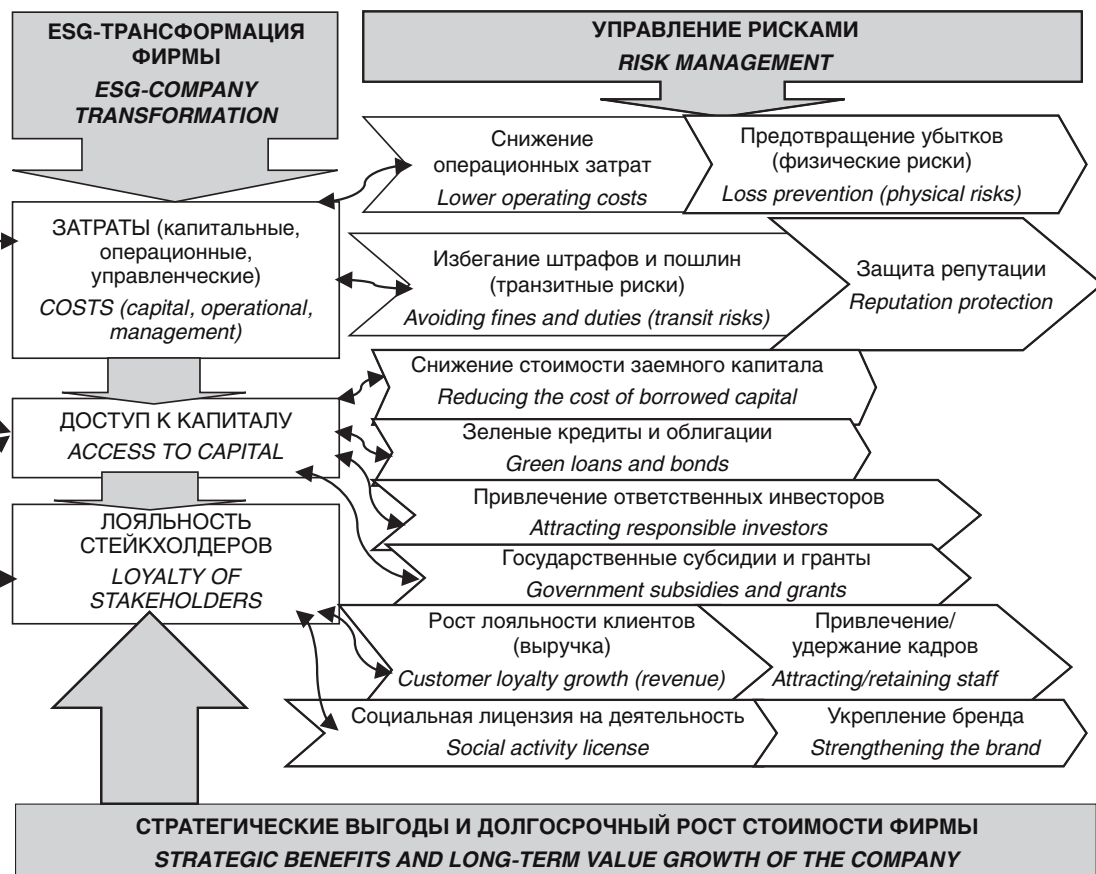 ESG-ТРАНСФОРМАЦИЯ
ФИРМЫ
ESG-COMPANY
TRANSFORMATION
УПРАВЛЕНИЕ РИСКАМИ
RISK MANAGEMENT
Снижение
операционных затрат
Lower operating costs
Предотвращение убытков
(физические риски)
Loss prevention (physical risks)
ЗАТРАТЫ (капитальные,
операционные,
управленческие)
COSTS (capital, operational,
management)
Избегание штрафов и пошлин
(транзитные риски)
Avoiding fines and duties (transit risks)
Защита репутации
Reputation protection
Снижение стоимости заемного капитала
Reducing the cost of borrowed capital
ДОСТУП К КАПИТАЛУ
ACCESS TO CAPITAL
Зеленые кредиты и облигации
Green loans and bonds
Привлечение ответственных инвесторов
Attracting responsible investors
ЛОЯЛЬНОСТЬ
СТЕЙКХОЛДЕРОВ
LOYALTY OF
STAKEHOLDERS
Государственные субсидии и гранты
Government subsidies and grants
Рост лояльности клиентов
(выручка)
Customer loyalty growth (revenue)
Привлечение/
удержание кадров
Attracting/retaining staff
Социальная лицензия на деятельность
Social activity license
Укрепление бренда
Strengthening the brand
СТРАТЕГИЧЕСКИЕ ВЫГОДЫ И ДОЛГОСРОЧНЫЙ РОСТ СТОИМОСТИ ФИРМЫ
STRATEGIC BENEFITS AND LONG-TERM VALUE GROWTH OF THE COMPANY